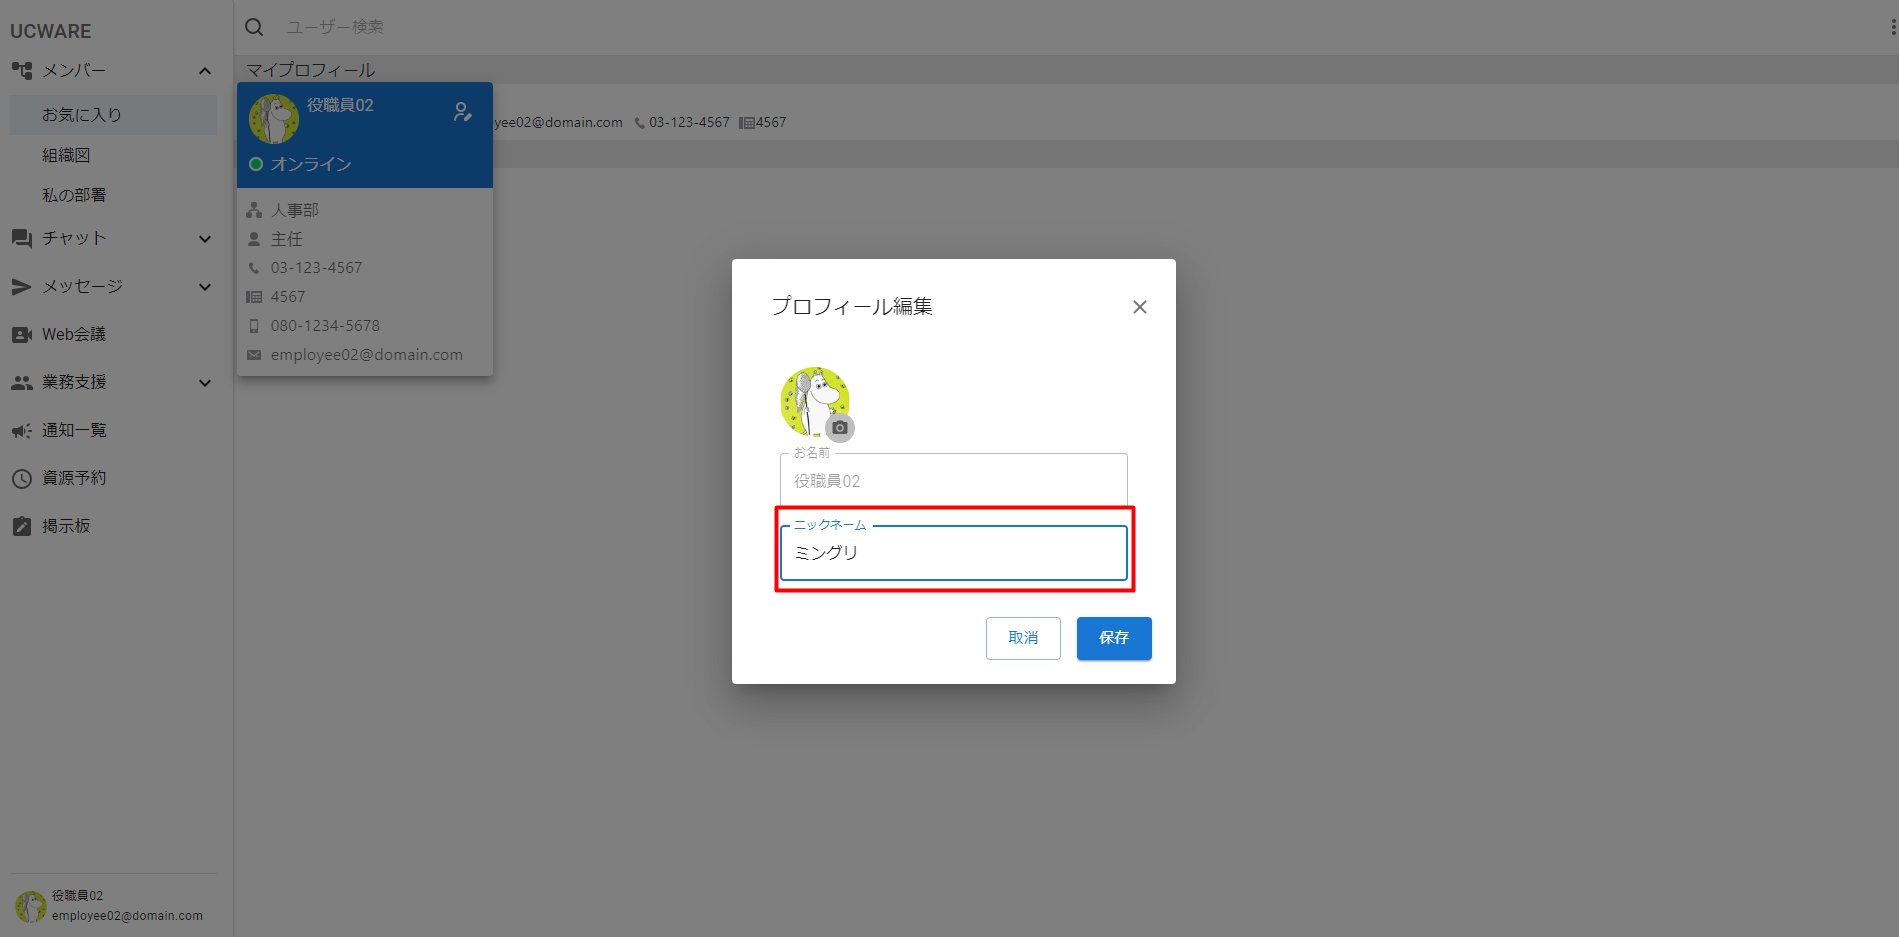 UCWARE
メンバー
お気に入り
組織図
私の部署
チャット
メッセージ
Web会議
業務支援
通知一覧
資源予約
掲示板
役職員02
employee02@domain.com
ユーザー検索
マイプロフィール
役職員02
オンライン
yee02@domain.com 03-123-4567 4567
人事部
主任
03-123-4567
4567
080-1234-5678
employee02@domain.com
プロフィール編集
お名前
役職員02
ニックネーム
ミングリ
取消
保存